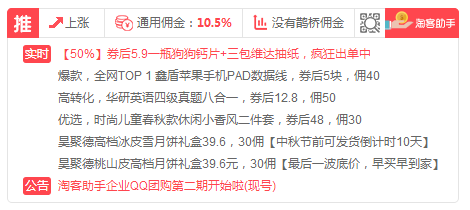 推 上涨 通用佣金：10.5% 没有鹊桥佣金 淘客助手
实时 【50%】券后5.9一瓶狗狗钙片+三包维达抽纸，疯狂出单中
爆款，全网TOP 1 鑫盾苹果手机PAD数据线，券后5块，佣40
高转化，华研英语四级真题八合一，券后12.8，佣50
优选，时尚儿童春秋款休闲小香风二件套，券后48，佣30
昊聚德高档冰皮雪月饼礼盒39.6，30佣【中秋节前可发货倒计时10天】
昊聚德桃山皮高档月饼礼盒39.6元，30佣【最后一波底价，早买早到家】
公告 淘客助手企业QQ团购第二期开始啦(现号)